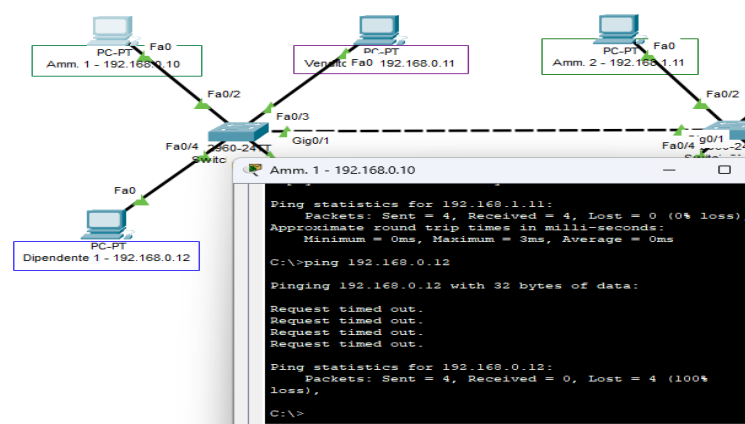 PC-PT
Fa0
Amm. 1 - 192.168.0.10
PC-PT
Fa0
192.168.0.11
PC-PT
Fa0
Amm. 2 - 192.168.1.11
Fa0/2
Fa0/3
Gig0/1
Fa0/4
Fa0/2
Fa0/4
Fa0
PC-PT
Dipendente 1 - 192.168.0.12
Amm. 1 - 192.168.0.10
Ping statistics for 192.168.1.11:
Packets: Sent = 4, Received = 4, Lost = 0 (0% loss)
Approximate round trip times in milli-seconds:
Minimum = 0ms, Maximum = 3ms, Average = 0ms
C:\>ping 192.168.0.12
Pinging 192.168.0.12 with 32 bytes of data:
Request timed out.
Request timed out.
Request timed out.
Request timed out.
Ping statistics for 192.168.0.12:
Packets: Sent = 4, Received = 0, Lost = 4 (100%
loss),
C:\>